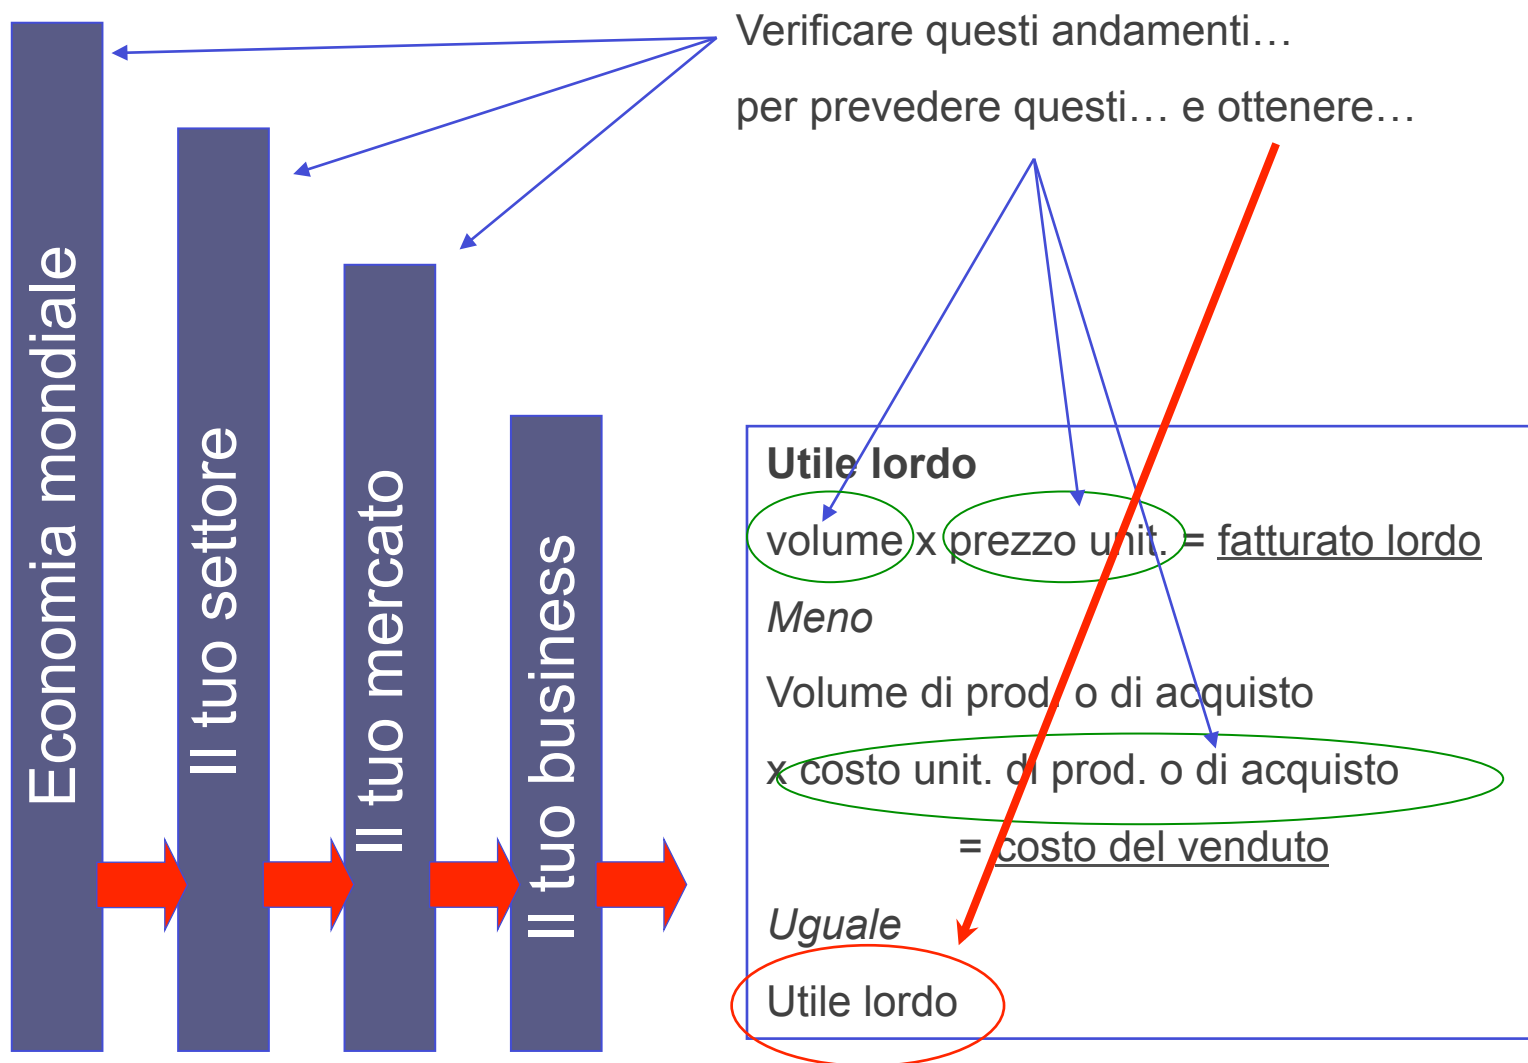 Verificare questi andamenti…
per prevedere questi… e ottenere…
Economia mondiale
Il tuo settore
Il tuo mercato
Il tuo business
Utile lordo
volume x prezzo unit. = fatturato lordo
Meno
Volume di prod. o di acquisto
x costo unit. di prod. o di acquisto
= costo del venduto
Uguale
Utile lordo